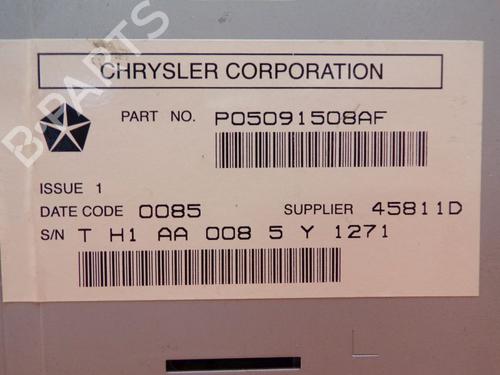 CHRYSLER CORPORATION
PART NO. P05091508AF
ISSUE 1
DATE CODE 0085 SUPPLIER 45811D
S/N T H1 AA 008 5 Y 1271
B-PARTS